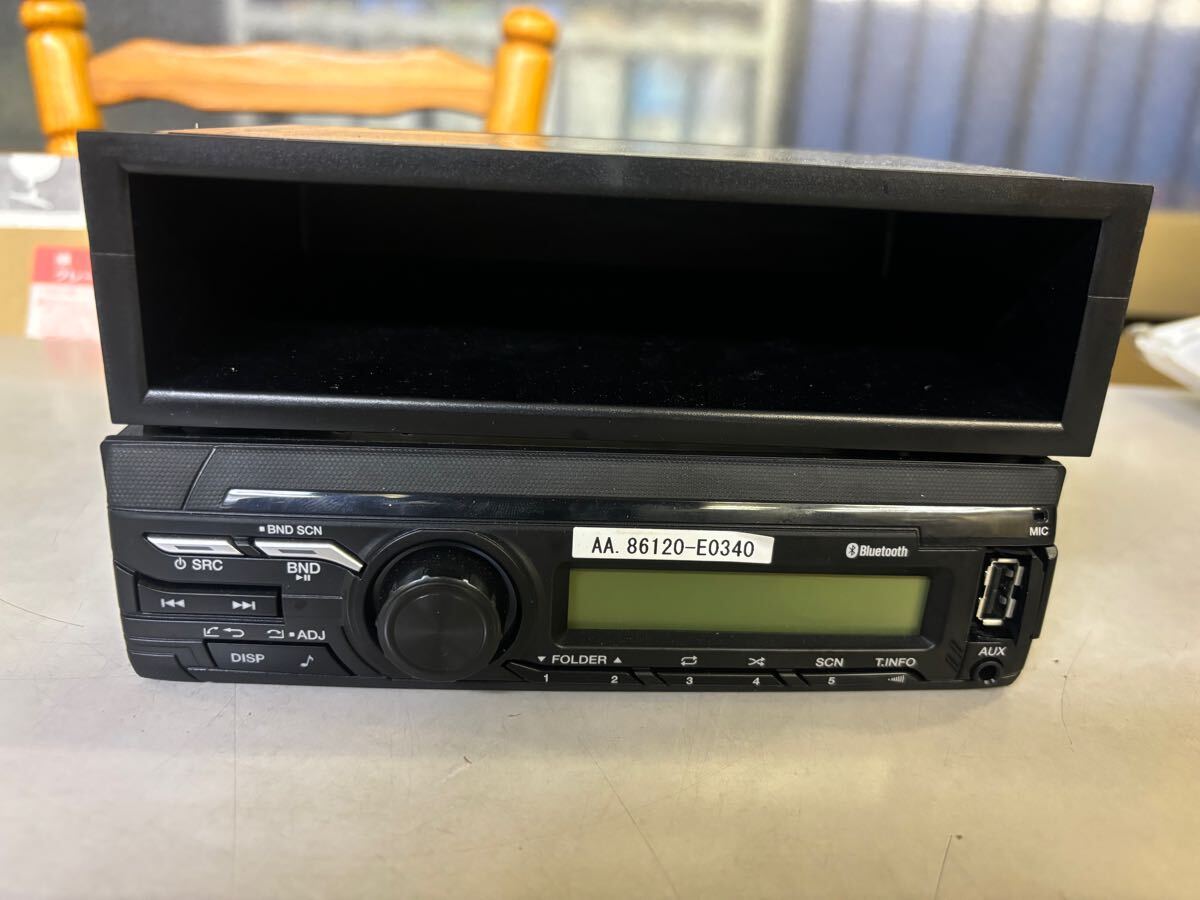 BND SCN
MIC
AA. 86120-E0340
Bluetooth
SRC
BND
ADJ
DISP
FOLDER
SCN
T.INFO
AUX
1 2 3 4 5